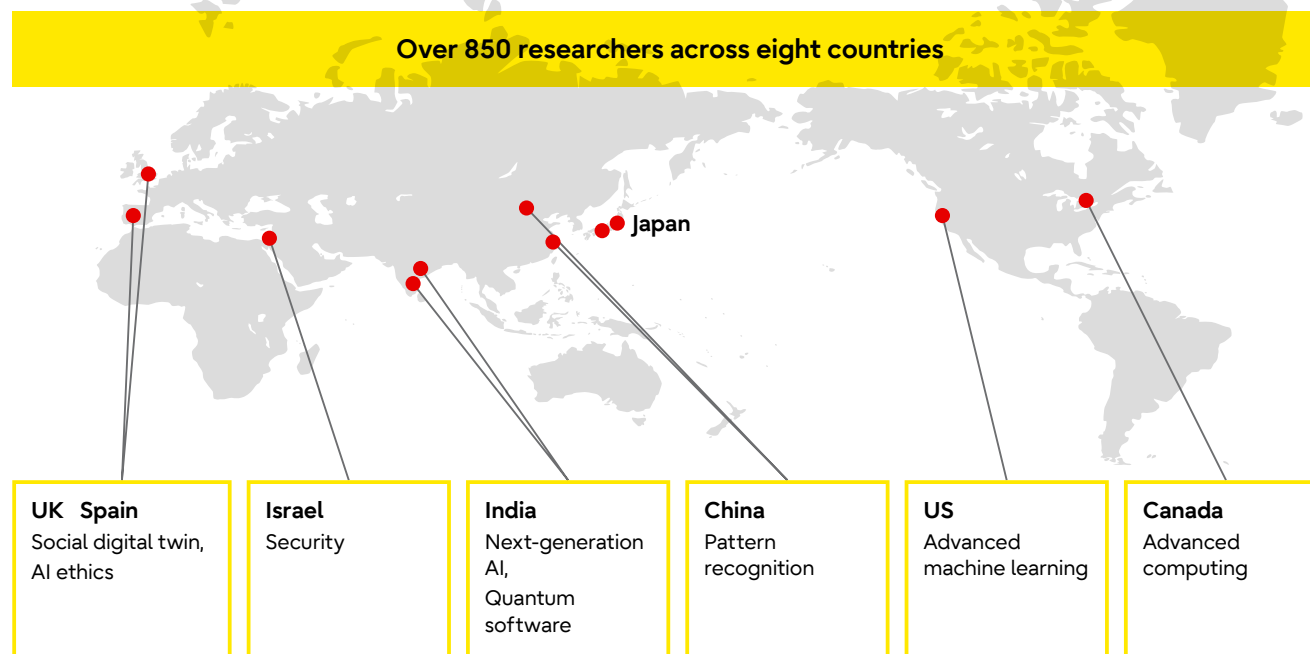 Over 850 researchers across eight countries
Japan
UK Spain
Social digital twin,
AI ethics
Israel
Security
India
Next-generation
AI,
Quantum
software
China
Pattern
recognition
US
Advanced
machine learning
Canada
Advanced
computing